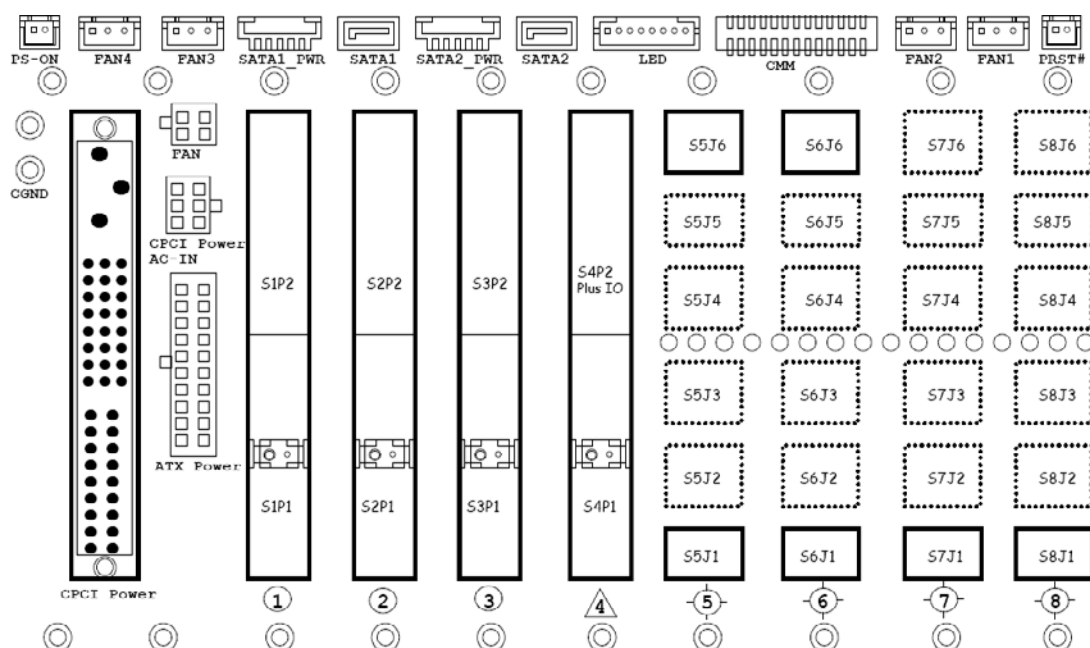 PS-ON FAN4 FAN3 SATA1_PWR SATA1 SATA2_PWR SATA2 LED CMM FAN2 FAN1 PRST#
FAN
CGND
CPCI Power
AC-IN
ATX Power
CPCI Power
S1P2 S2P2 S3P2 S4P2
Plus IO
S1P1 S2P1 S3P1 S4P1
S5J6 S6J6 S7J6 S8J6
S5J5 S6J5 S7J5 S8J5
S5J4 S6J4 S7J4 S8J4
S5J3 S6J3 S7J3 S8J3
S5J2 S6J2 S7J2 S8J2
S5J1 S6J1 S7J1 S8J1
1 2 3 4 5 6 7 8